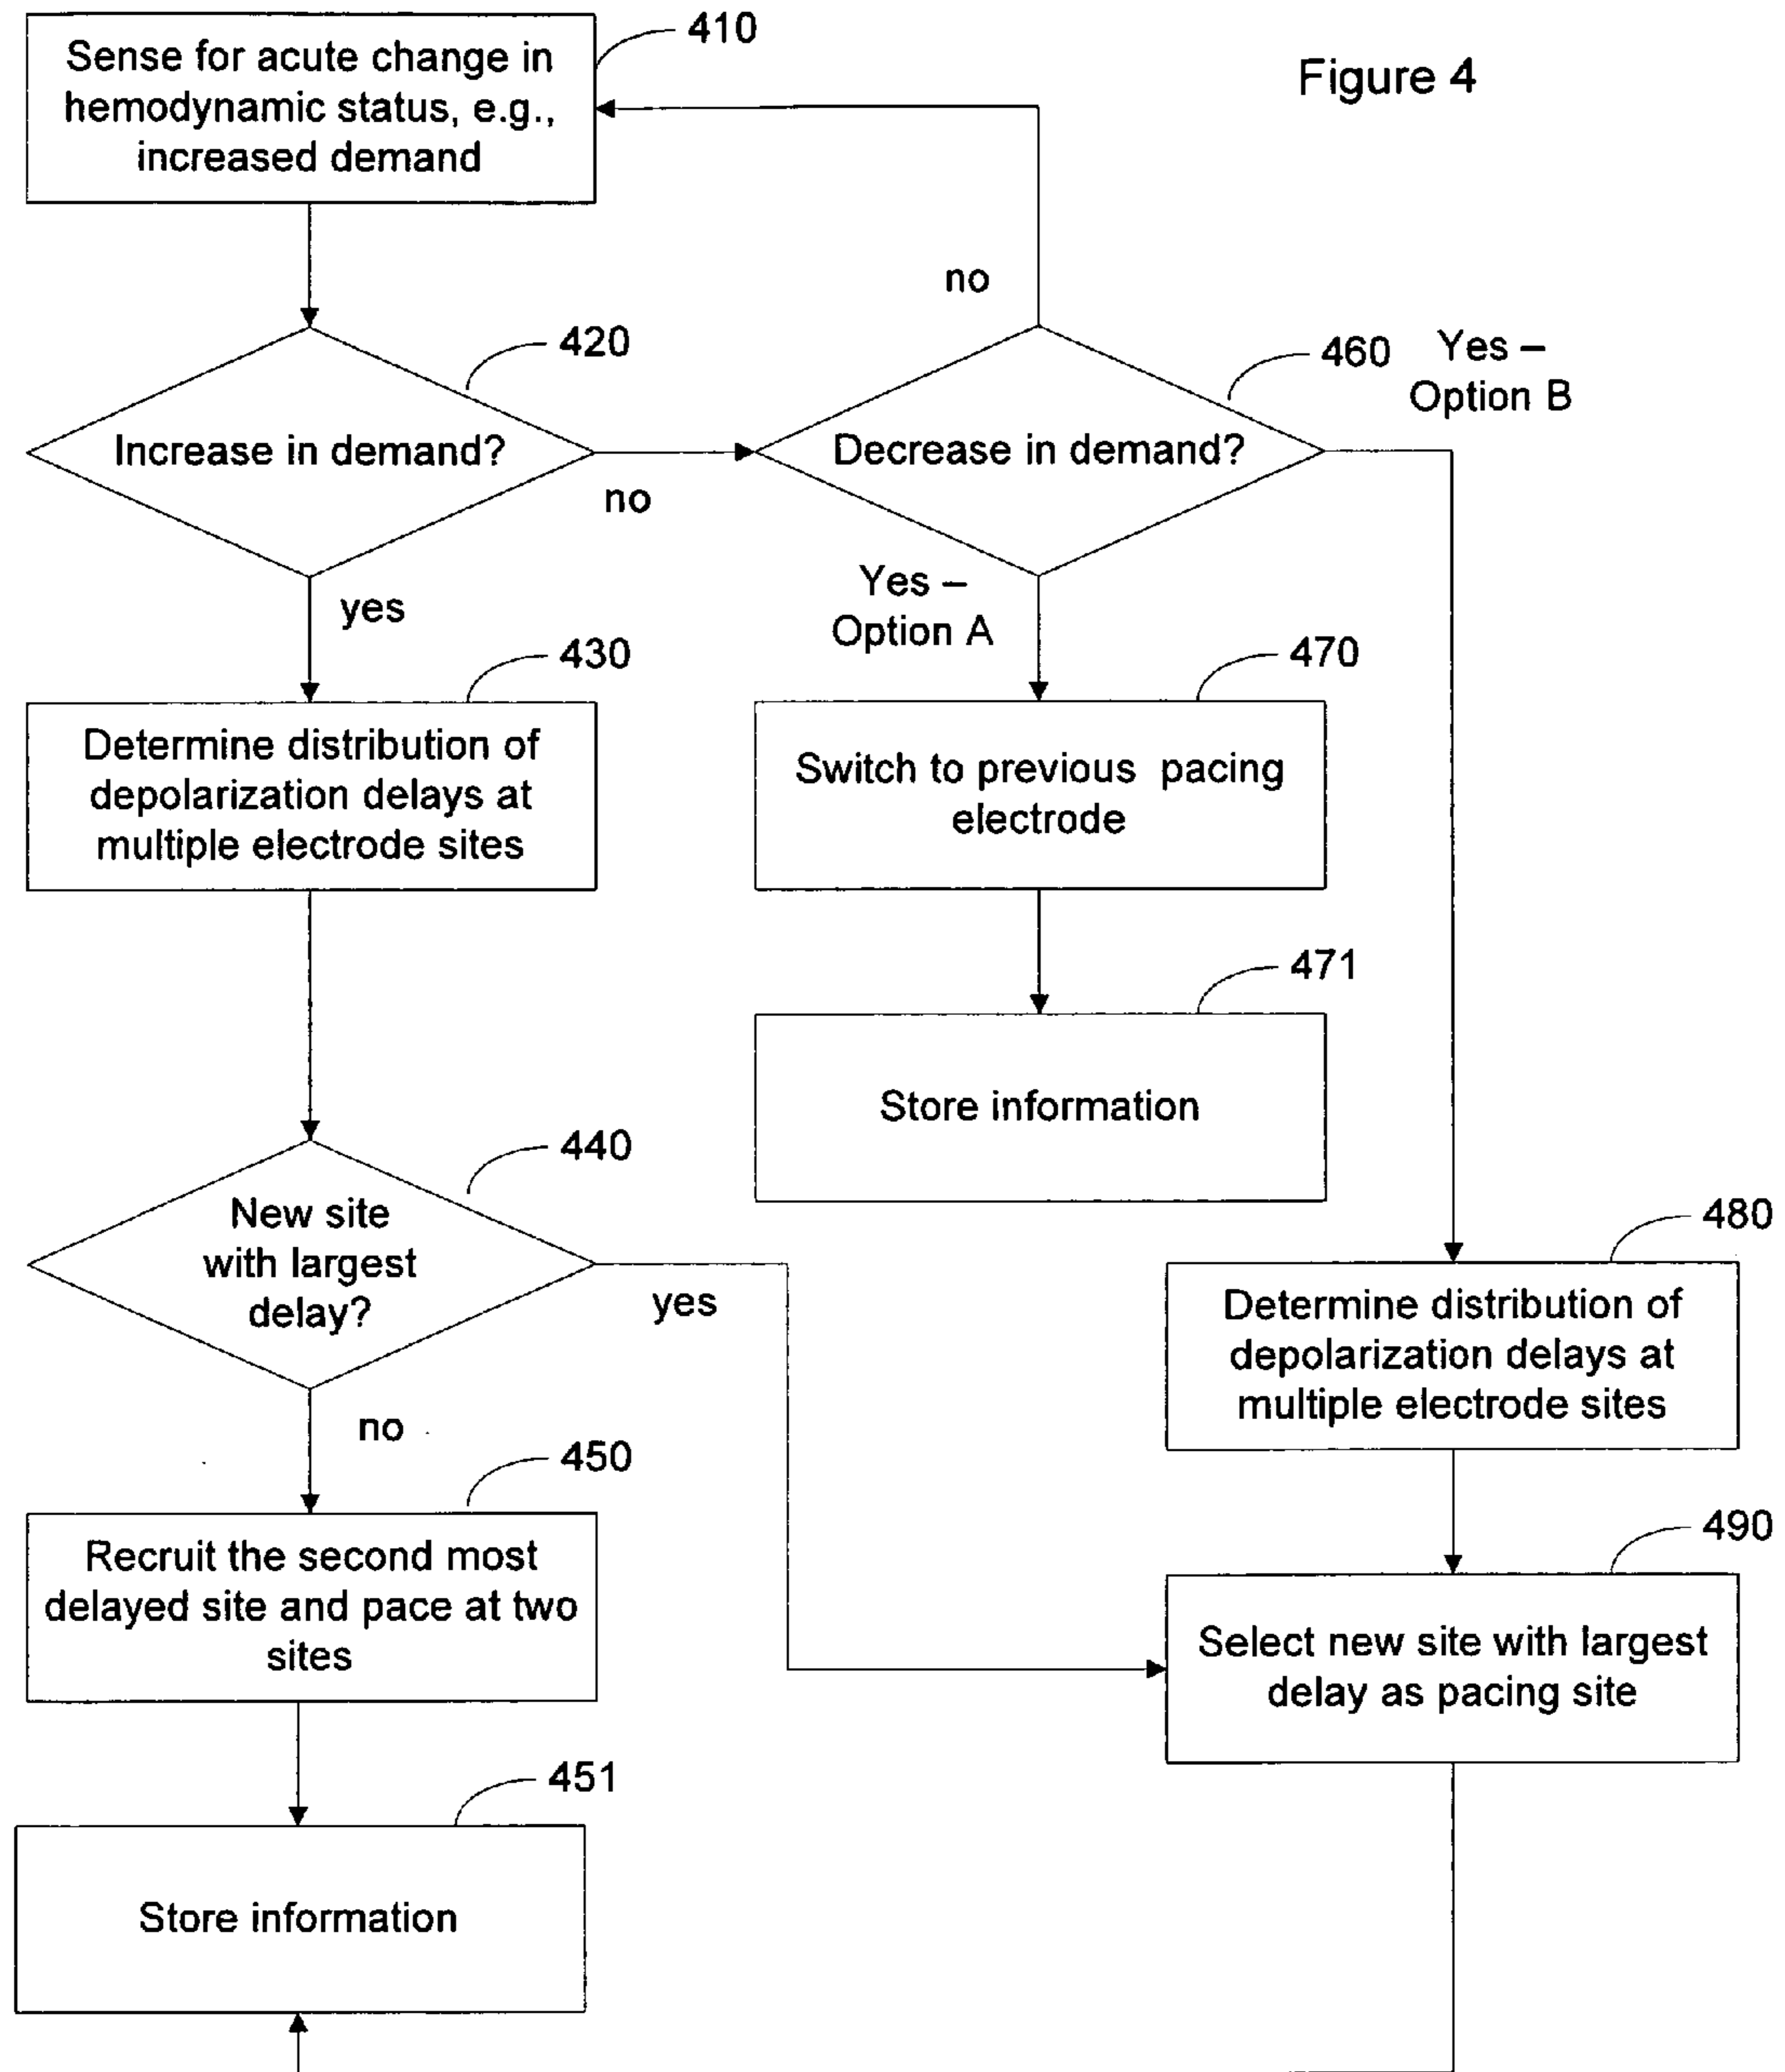 410
Figure 4
Sense for acute change in
hemodynamic status, e.g.,
increased demand
no
420
460
Yes –
Option B
Increase in demand?
Decrease in demand?
no
yes
Yes –
Option A
430
470
Determine distribution of
depolarization delays at
multiple electrode sites
Switch to previous pacing
electrode
471
Store information
440
New site
with largest
delay?
yes
no
480
Determine distribution of
depolarization delays at
multiple electrode sites
450
Recruit the second most
delayed site and pace at two
sites
490
Select new site with largest
delay as pacing site
451
Store information